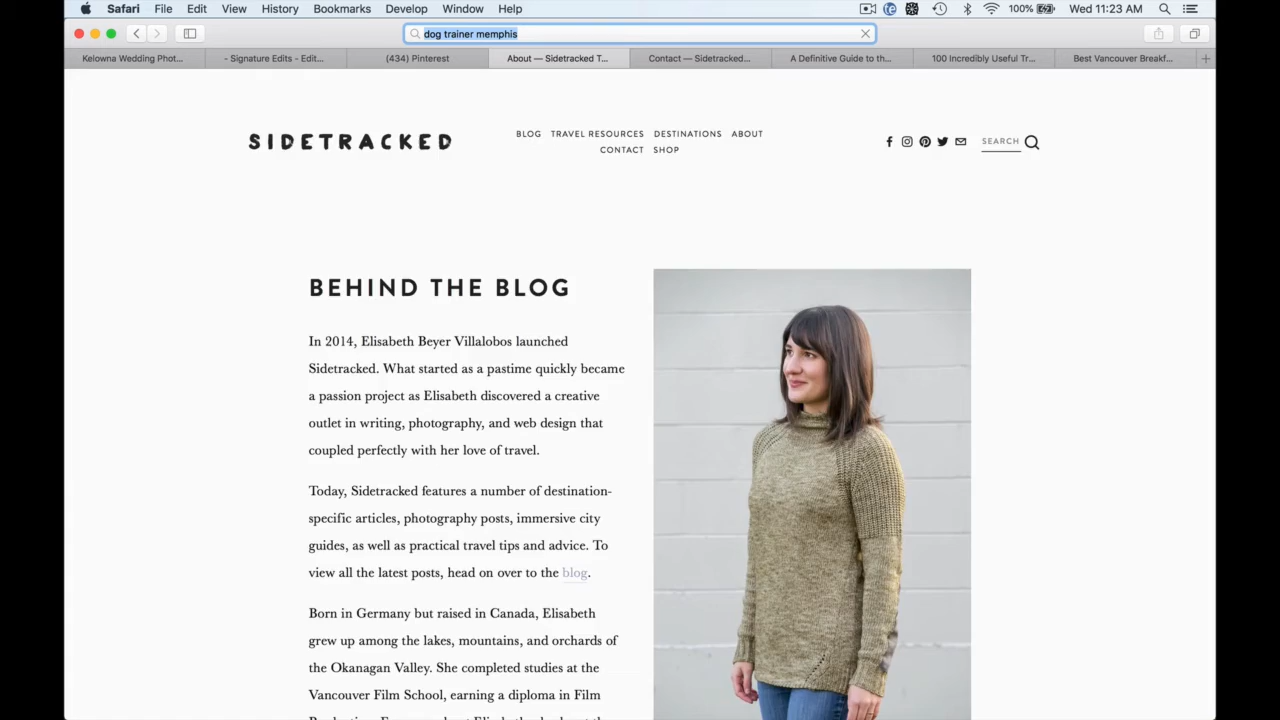 Safari File Edit View History Bookmarks Develop Window Help 100% Wed 11:23 AM
dog trainer memphis
Kelowna Wedding Phot... - Signature Edits - Edit... (434) Pinterest About — Sidetracked T... Contact — Sidetracked... A Definitive Guide to th... 100 Incredibly Useful Tr... Best Vancouver Breakf...
SIDETRACKED
BLOG TRAVEL RESOURCES DESTINATIONS ABOUT
CONTACT SHOP
SEARCH
BEHIND THE BLOG
In 2014, Elisabeth Beyer Villalobos launched
Sidetracked. What started as a pastime quickly became
a passion project as Elisabeth discovered a creative
outlet in writing, photography, and web design that
coupled perfectly with her love of travel.
Today, Sidetracked features a number of destination-
specific articles, photography posts, immersive city
guides, as well as practical travel tips and advice. To
view all the latest posts, head on over to the blog.
Born in Germany but raised in Canada, Elisabeth
grew up among the lakes, mountains, and orchards of
the Okanagan Valley. She completed studies at the
Vancouver Film School, earning a diploma in Film